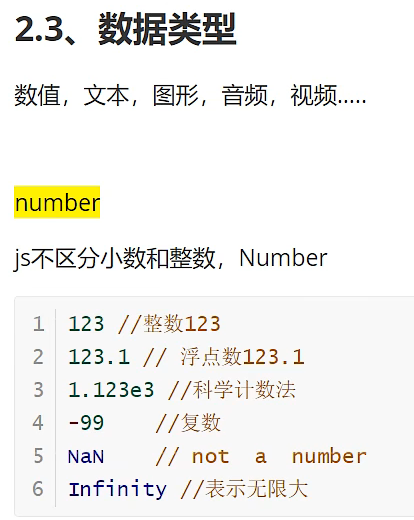 2.3、数据类型
数值，文本，图形，音频，视频.....
number
js不区分小数和整数，Number
1 123 //整数123
2 123.1 // 浮点数123.1
3 1.123e3 //科学计数法
4 -99 //复数
5 NaN // not a number
6 Infinity //表示无限大